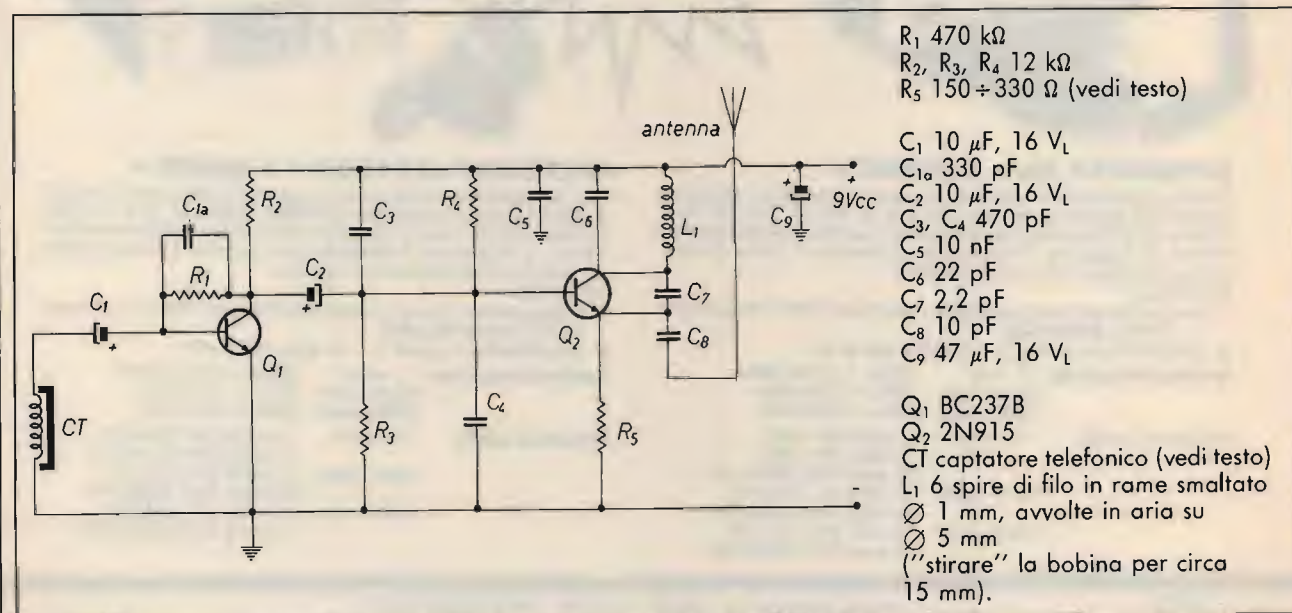 R₁ 470 kΩ
R₂, R₃, R₄ 12 kΩ
R₅ 150÷330 Ω (vedi testo)
C₁ 10 μF, 16 V_L
C₁ₐ 330 pF
C₂ 10 μF, 16 V_L
C₃, C₄ 470 pF
C₅ 10 nF
C₆ 22 pF
C₇ 2,2 pF
C₈ 10 pF
C₉ 47 μF, 16 V_L
Q₁ BC237B
Q₂ 2N915
CT captatore telefonico (vedi testo)
L₁ 6 spire di filo in rame smaltato
∅ 1 mm, avvolte in aria su
∅ 5 mm
("stirare" la bobina per circa
15 mm).
antenna
C₁ₐ
R₂
C₃
R₄
C₅
C₆
L₁
C₉
+
+
9Vcc
R₁
C₂
+
C₁
+
Q₁
Q₂
C₇
C₈
CT
R₃
C₄
R₅
-